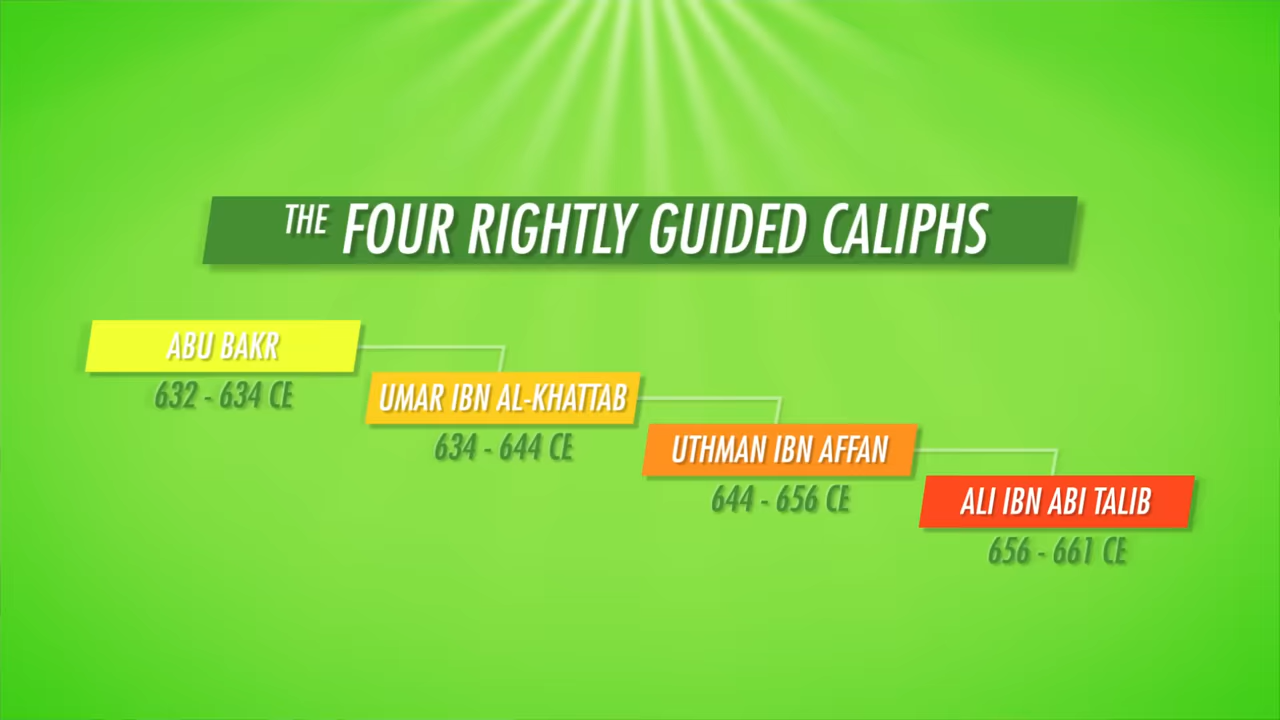 THE FOUR RIGHTLY GUIDED CALIPHS
ABU BAKR
632 - 634 CE
UMAR IBN AL-KHATTAB
634 - 644 CE
UTHMAN IBN AFFAN
644 - 656 CE
ALI IBN ABI TALIB
656 - 661 CE